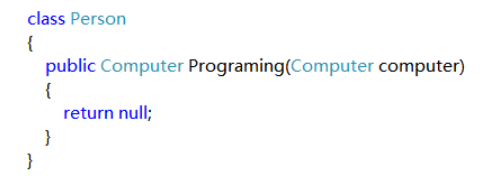 class Person
{
public Computer Programing(Computer computer)
{
return null;
}
}